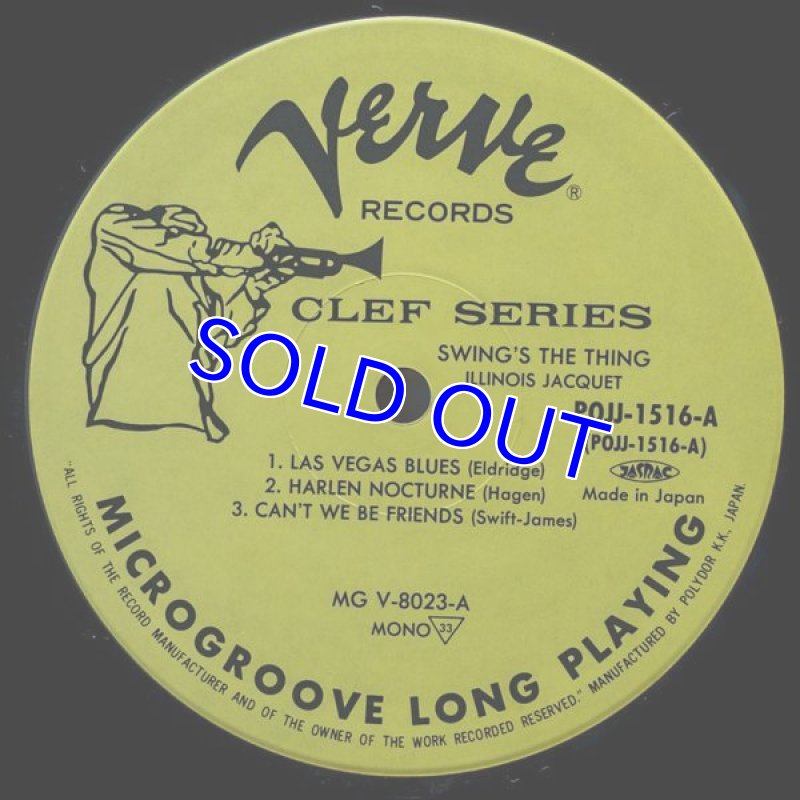 VERVE®
RECORDS
CLEF SERIES
SWING'S THE THING
ILLINOIS JACQUET
SOLD OUT
POJJ-1516-A
(POJJ-1516-A)
JASRAC
Made in Japan
1. LAS VEGAS BLUES (Eldridge)
2. HARLEN NOCTURNE (Hagen)
3. CAN'T WE BE FRIENDS (Swift-James)
MG V-8023-A
MONO 33
MICROGROOVE LONG PLAYING
"ALL RIGHTS OF THE RECORD MANUFACTURER AND OF THE OWNER OF THE WORK RECORDED RESERVED." MANUFACTURED BY POLYDOR K.K., JAPAN.